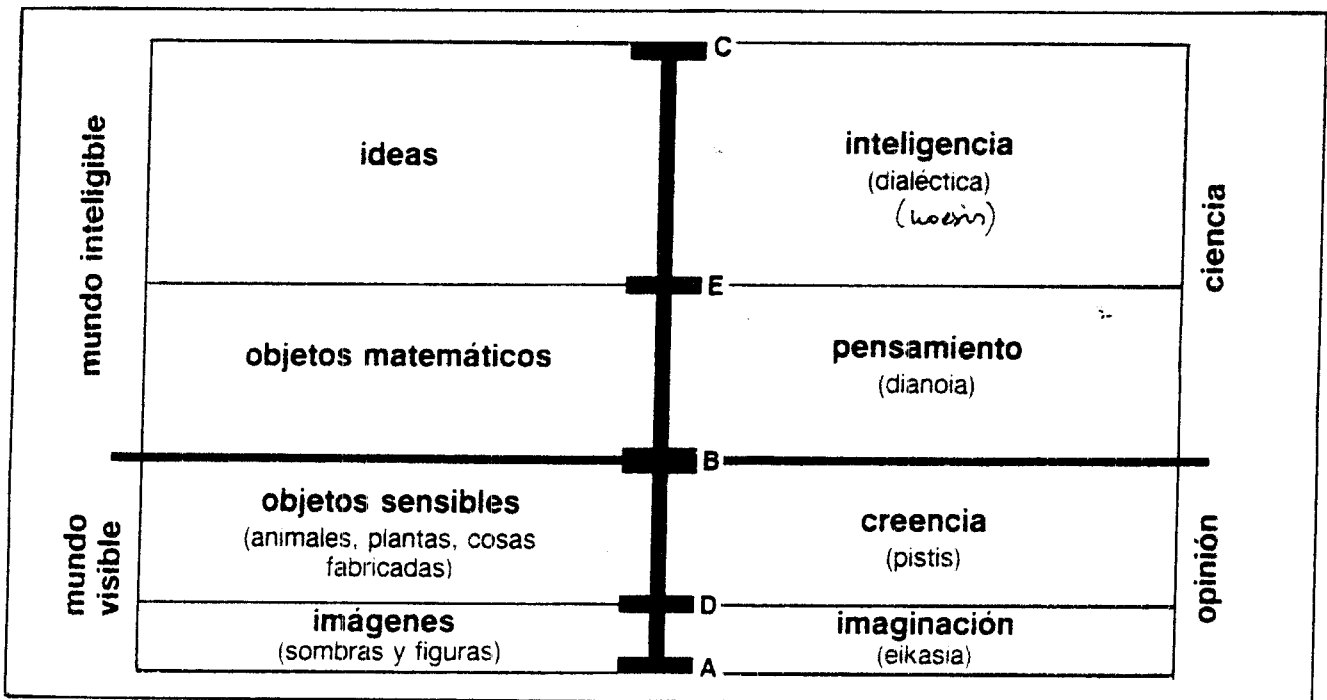 C
mundo inteligible
ideas
inteligencia
(dialéctica)
(noesis)
ciencia
E
objetos matemáticos
pensamiento
(dianoia)
B
mundo
visible
objetos sensibles
(animales, plantas, cosas
fabricadas)
creencia
(pistis)
opinión
D
imágenes
(sombras y figuras)
imaginación
(eikasia)
A